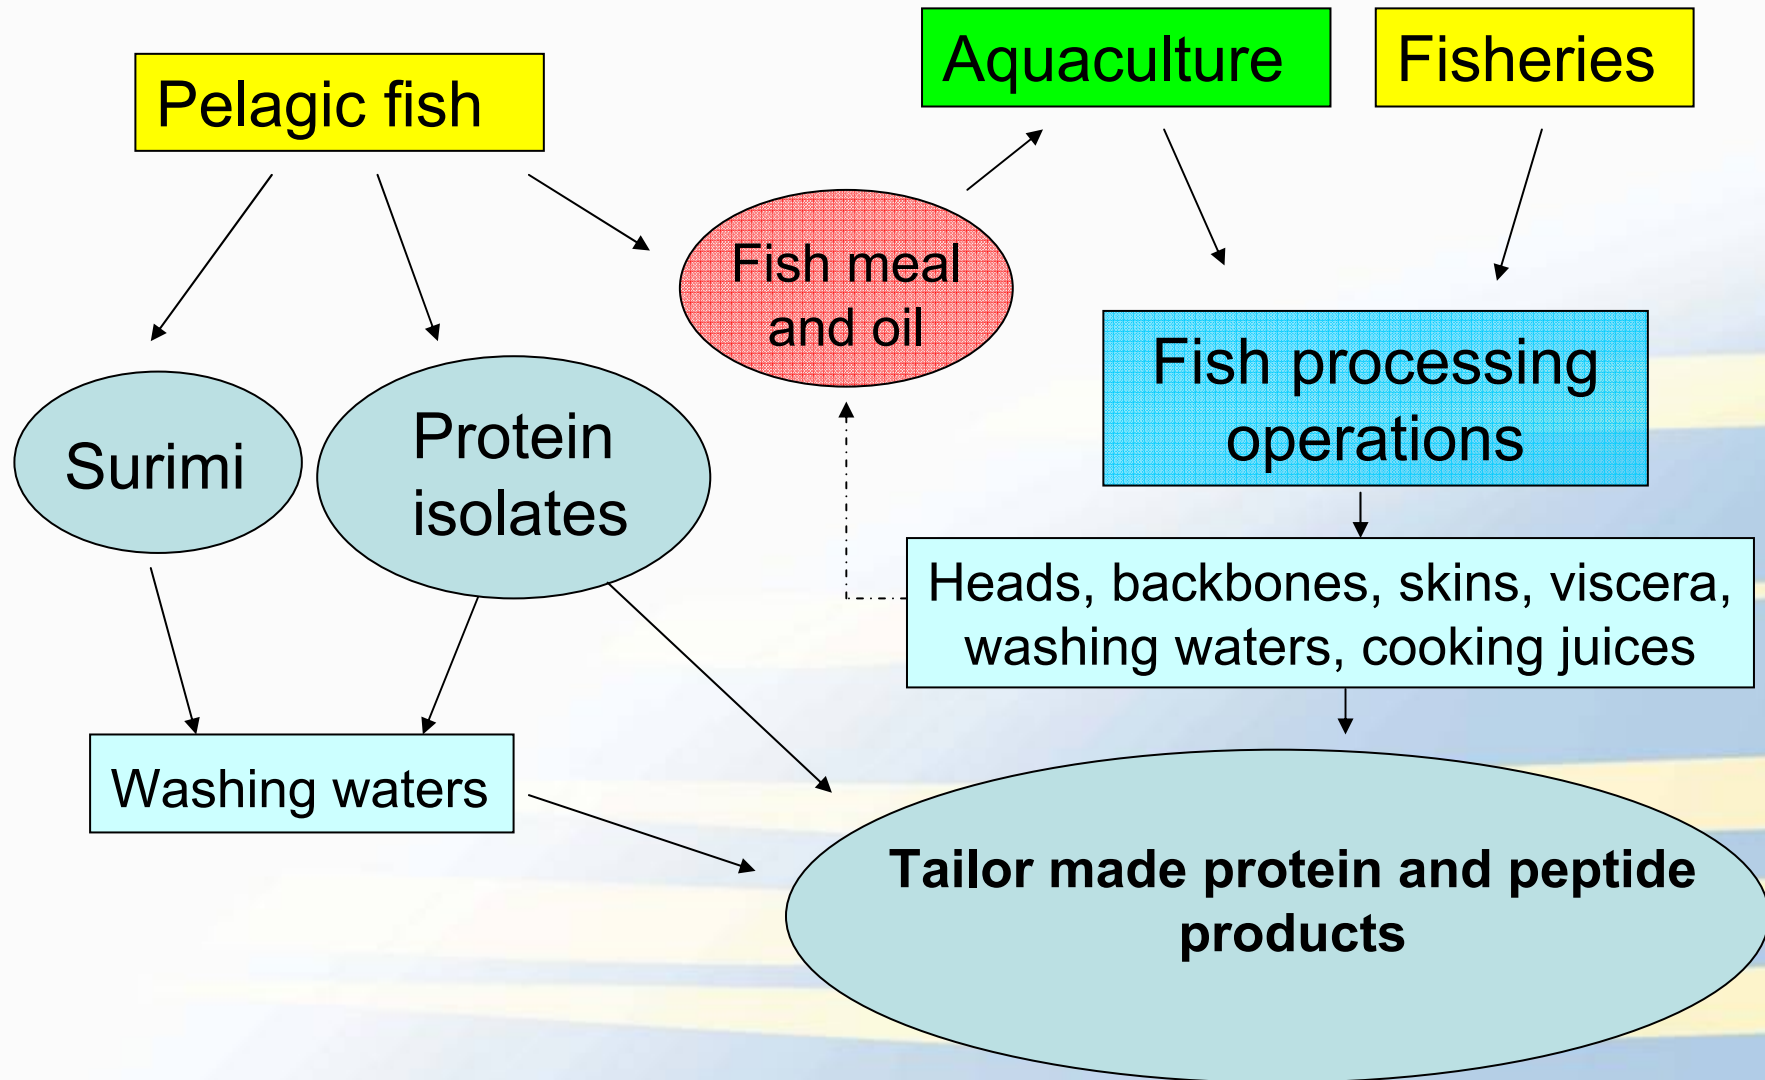 Aquaculture
Fisheries
Pelagic fish
Fish meal
and oil
Fish processing
operations
Surimi
Protein
isolates
Heads, backbones, skins, viscera,
washing waters, cooking juices
Washing waters
Tailor made protein and peptide
products